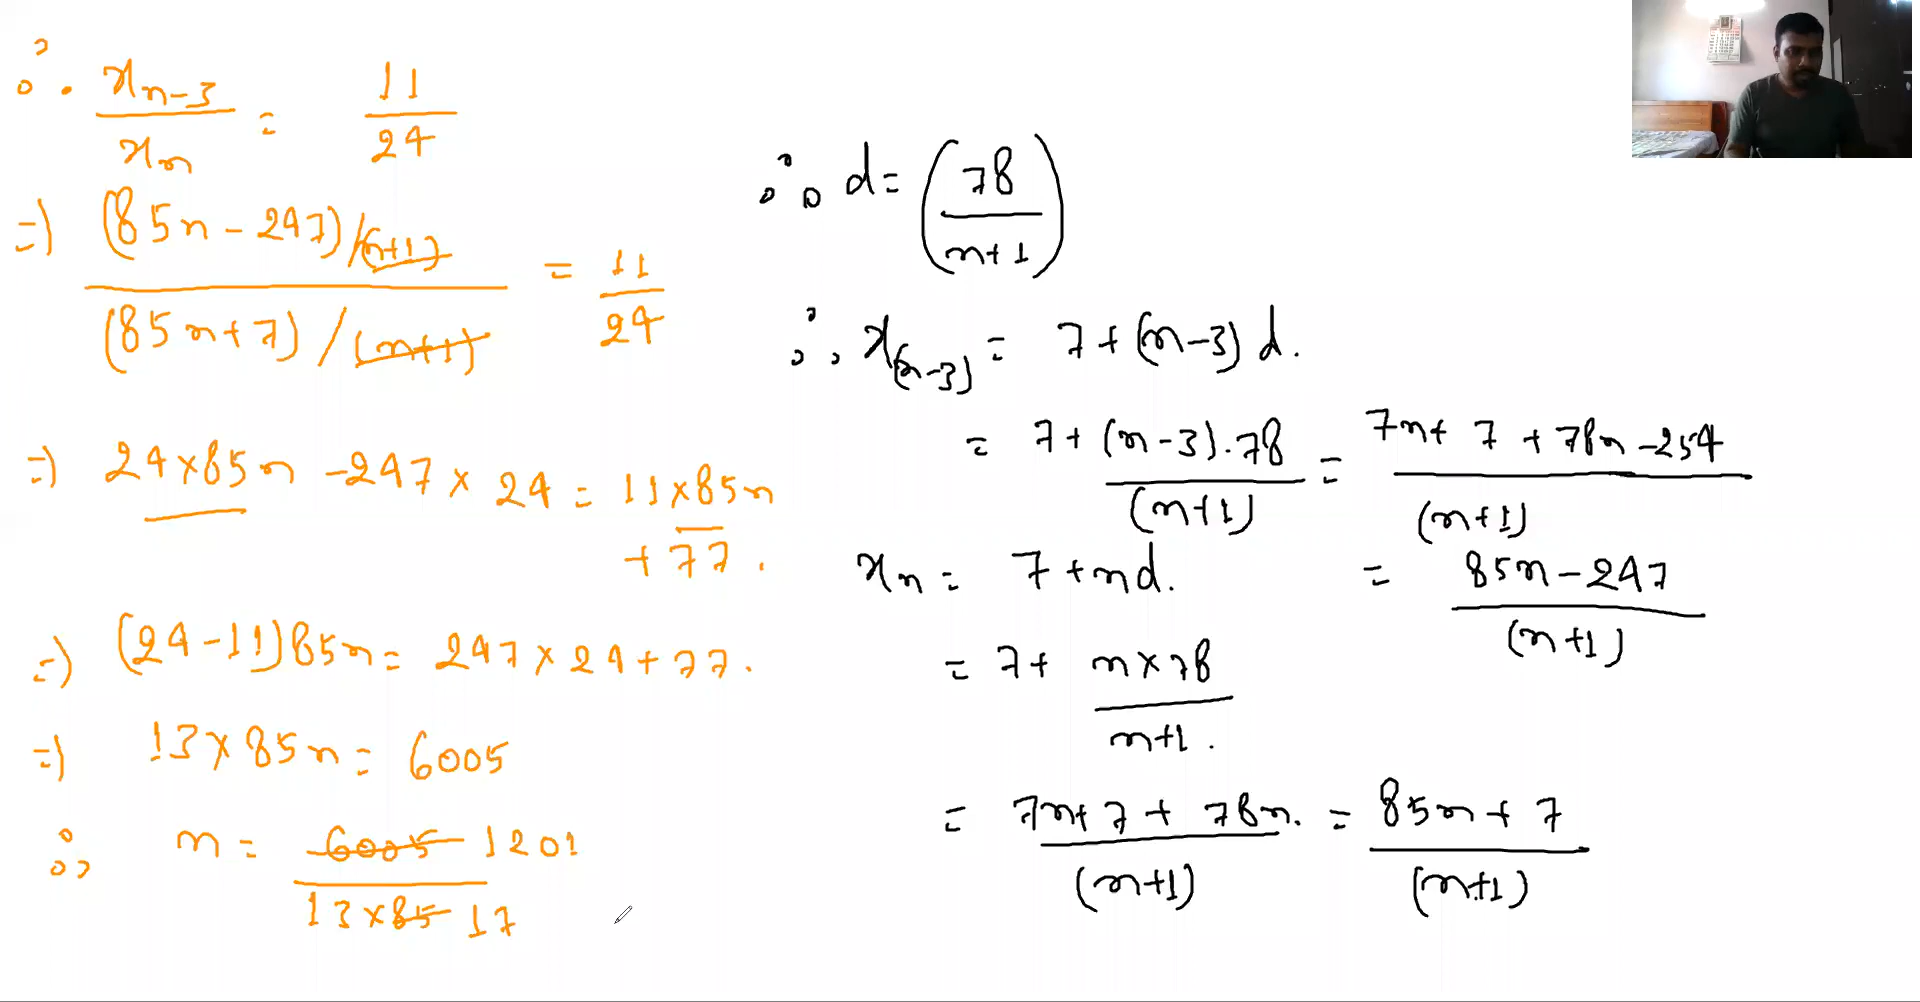 ∴ x_{n-3} / x_n = 11/24
⇒ (85n - 247)/(n+1) / (85n+7)/(n+1) = 11/24
⇒ 24×85n - 247×24 = 11×85n
+ 77.
⇒ (24-11)85n = 247×24+77.
⇒ 13×85n = 6005
∴ n = 6005 1201 / 13×85 17
∴ d = (78/(n+1))
∴ x_{(n-3)} = 7+(n-3)d.
= 7+(n-3).78/(n+1) = 7n+7+78n-254/(n+1)
= 85n-247/(n+1)
x_n = 7+nd.
= 7+ n×78/n+1.
= 7n+7+78n./(n+1) = 85n+7/(n+1)